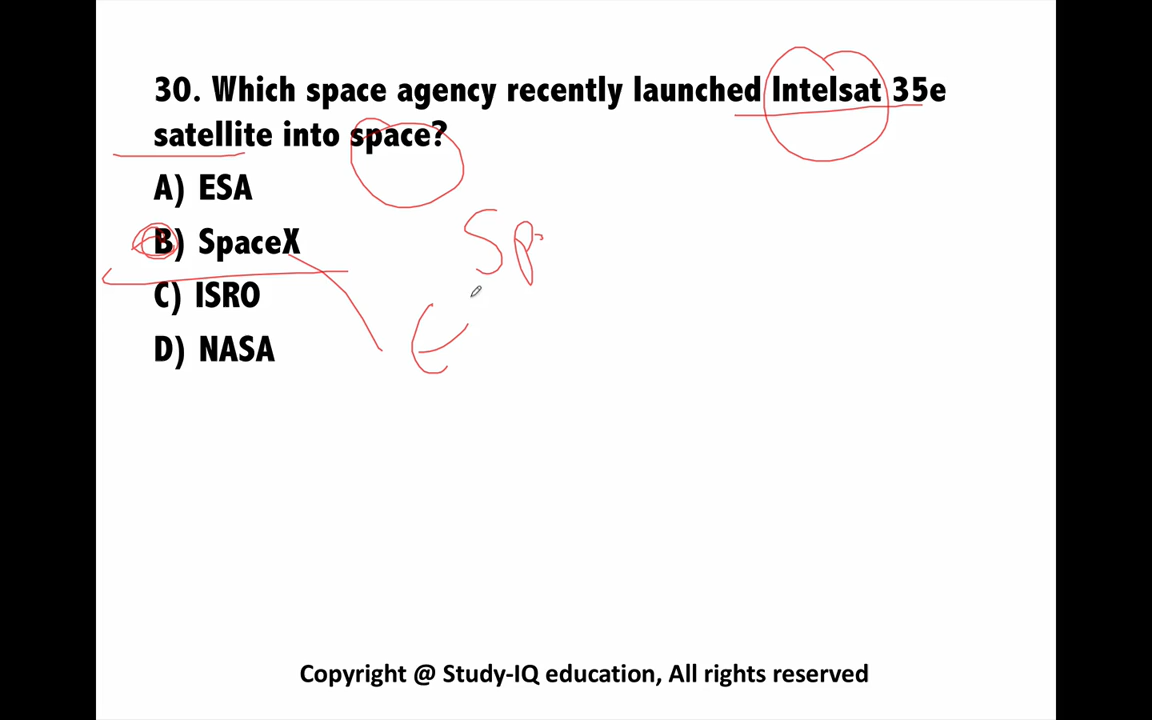 30. Which space agency recently launched Intelsat 35e
satellite into space?
A) ESA
B) SpaceX
Sp
C) ISRO
D) NASA
Copyright @ Study-IQ education, All rights reserved